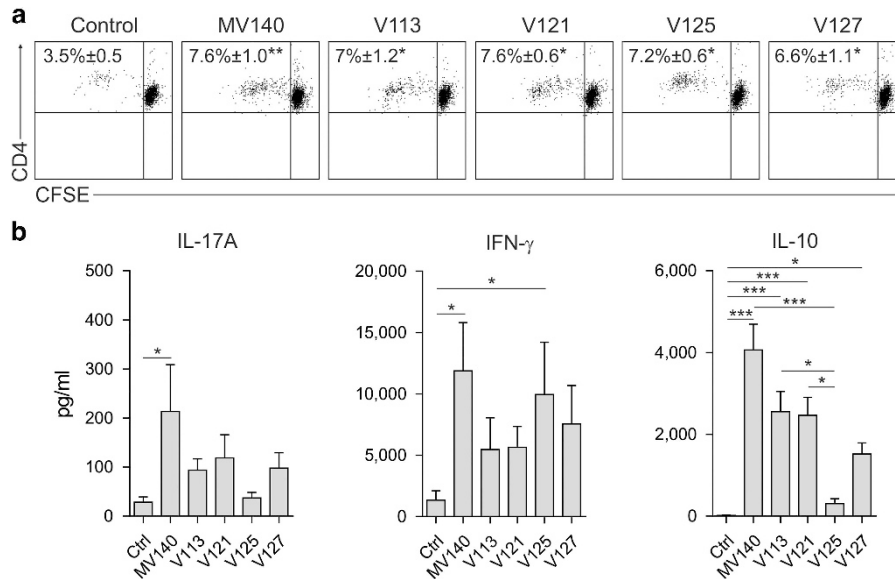 a
Control MV140 V113 V121 V125 V127
3.5%±0.5 7.6%±1.0** 7%±1.2* 7.6%±0.6* 7.2%±0.6* 6.6%±1.1*
CD4
CFSE
b
IL-17A IFN-γ IL-10
pg/ml
500
400
300
200
100
0
*
Ctrl MV140 V113 V121 V125 V127
20,000
15,000
10,000
5,000
0
*
*
Ctrl MV140 V113 V121 V125 V127
6,000
4,000
2,000
0
*
***
***
*** ***
*
*
Ctrl MV140 V113 V121 V125 V127